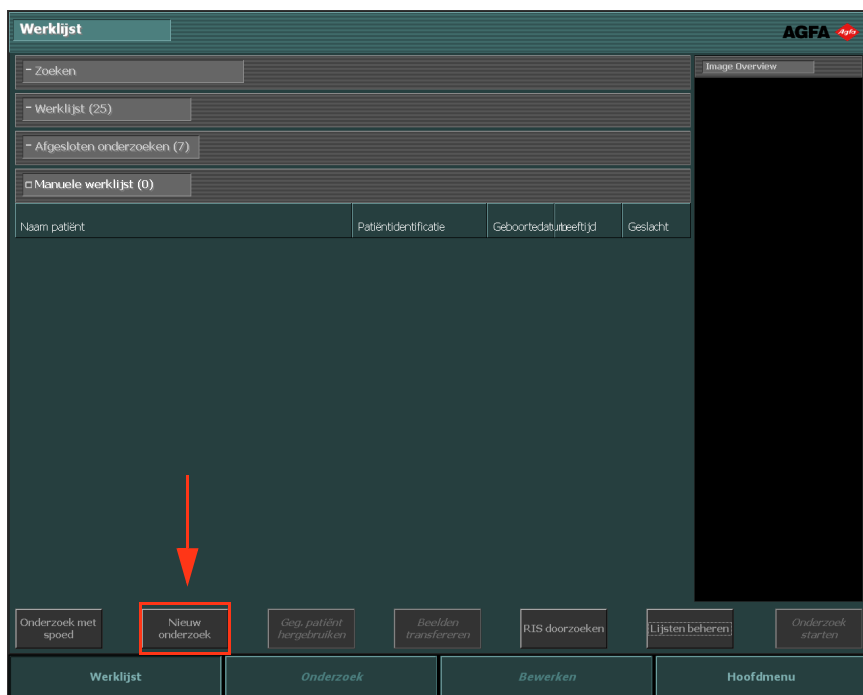 Werklijst
AGFA Agfa
- Zoeken
Image Overview
- Werklijst (25)
- Afgesloten onderzoeken (7)
Manuele werklijst (0)
Naam patiënt Patiëntidentificatie Geboortedatum leeftijd Geslacht
Onderzoek met
spoed
Nieuw
onderzoek
Geg. patiënt
hergebruiken
Beelden
transfereren
RIS doorzoeken
Lijsten beheren
Onderzoek
starten
Werklijst Onderzoek Bewerken Hoofdmenu